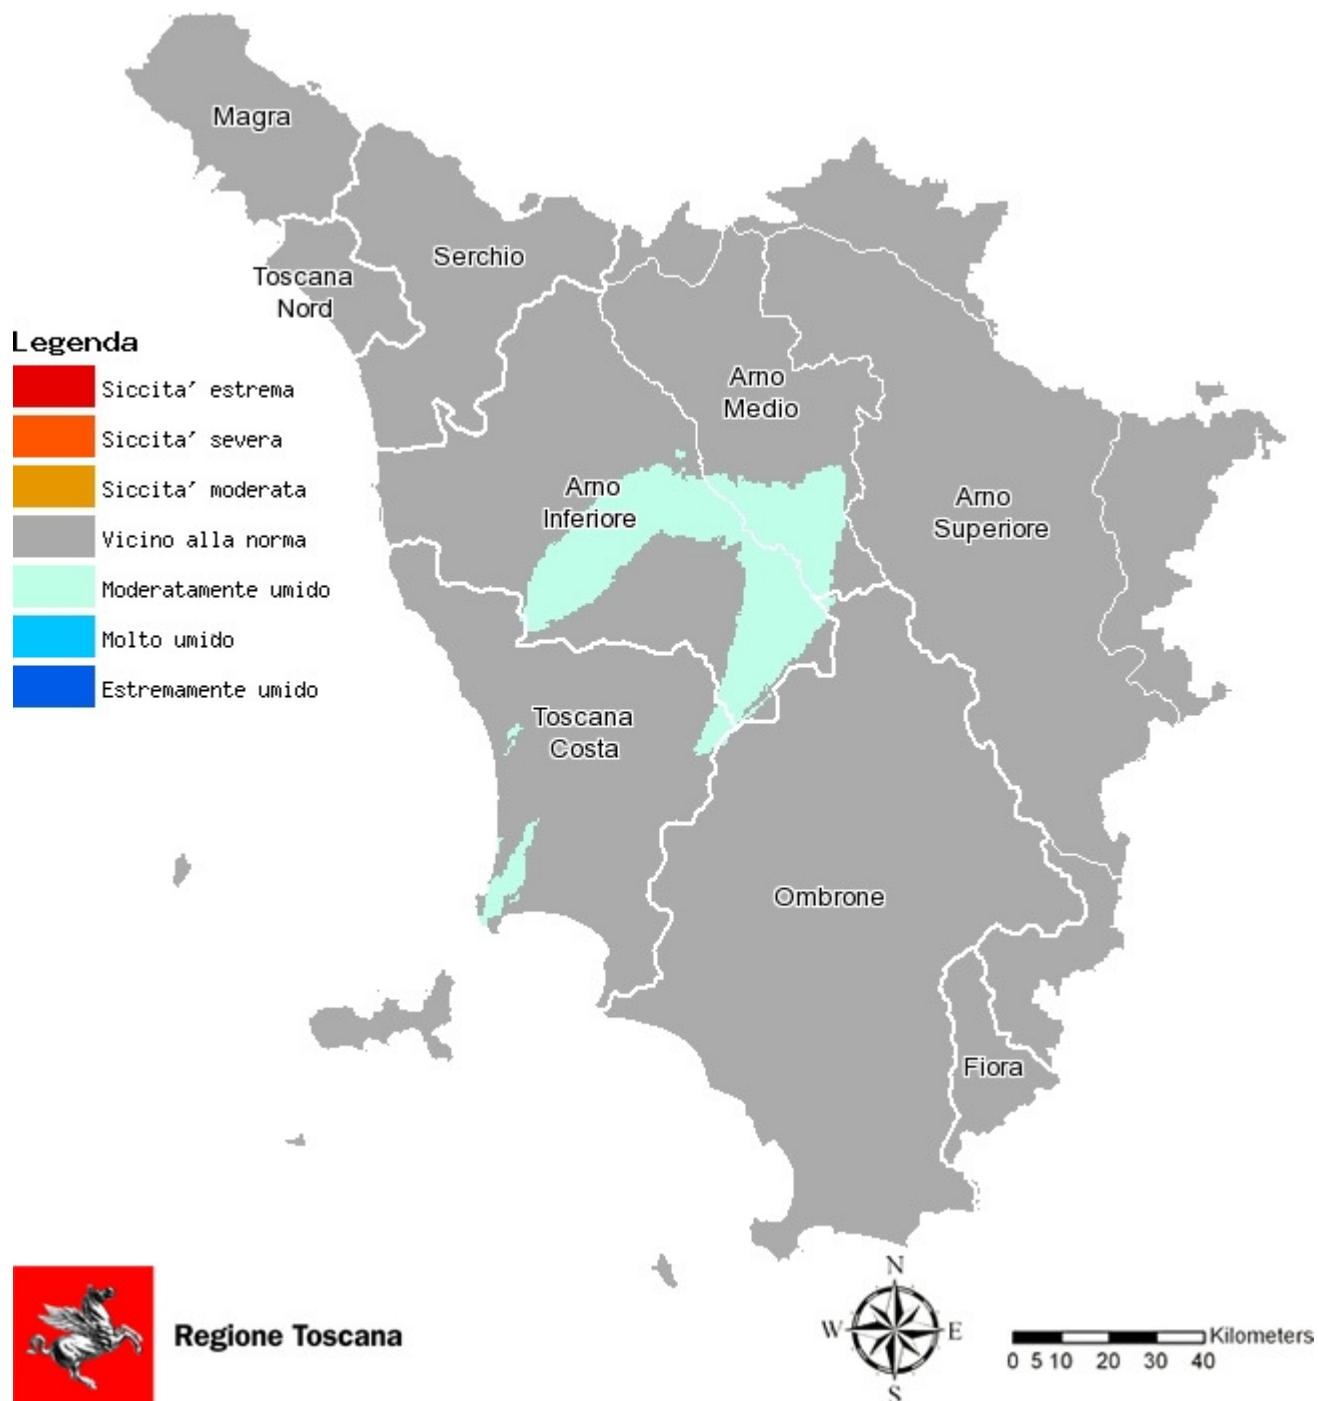 Magra
Serchio
Toscana
Nord
Legenda
Siccita' estrema
Siccita' severa
Siccita' moderata
Vicino alla norma
Moderatamente umido
Molto umido
Estremamente umido
Arno
Medio
Arno
Inferiore
Arno
Superiore
Toscana
Costa
Ombrone
Fiora
Regione Toscana
N
W E
S
Kilometers
0 5 10 20 30 40